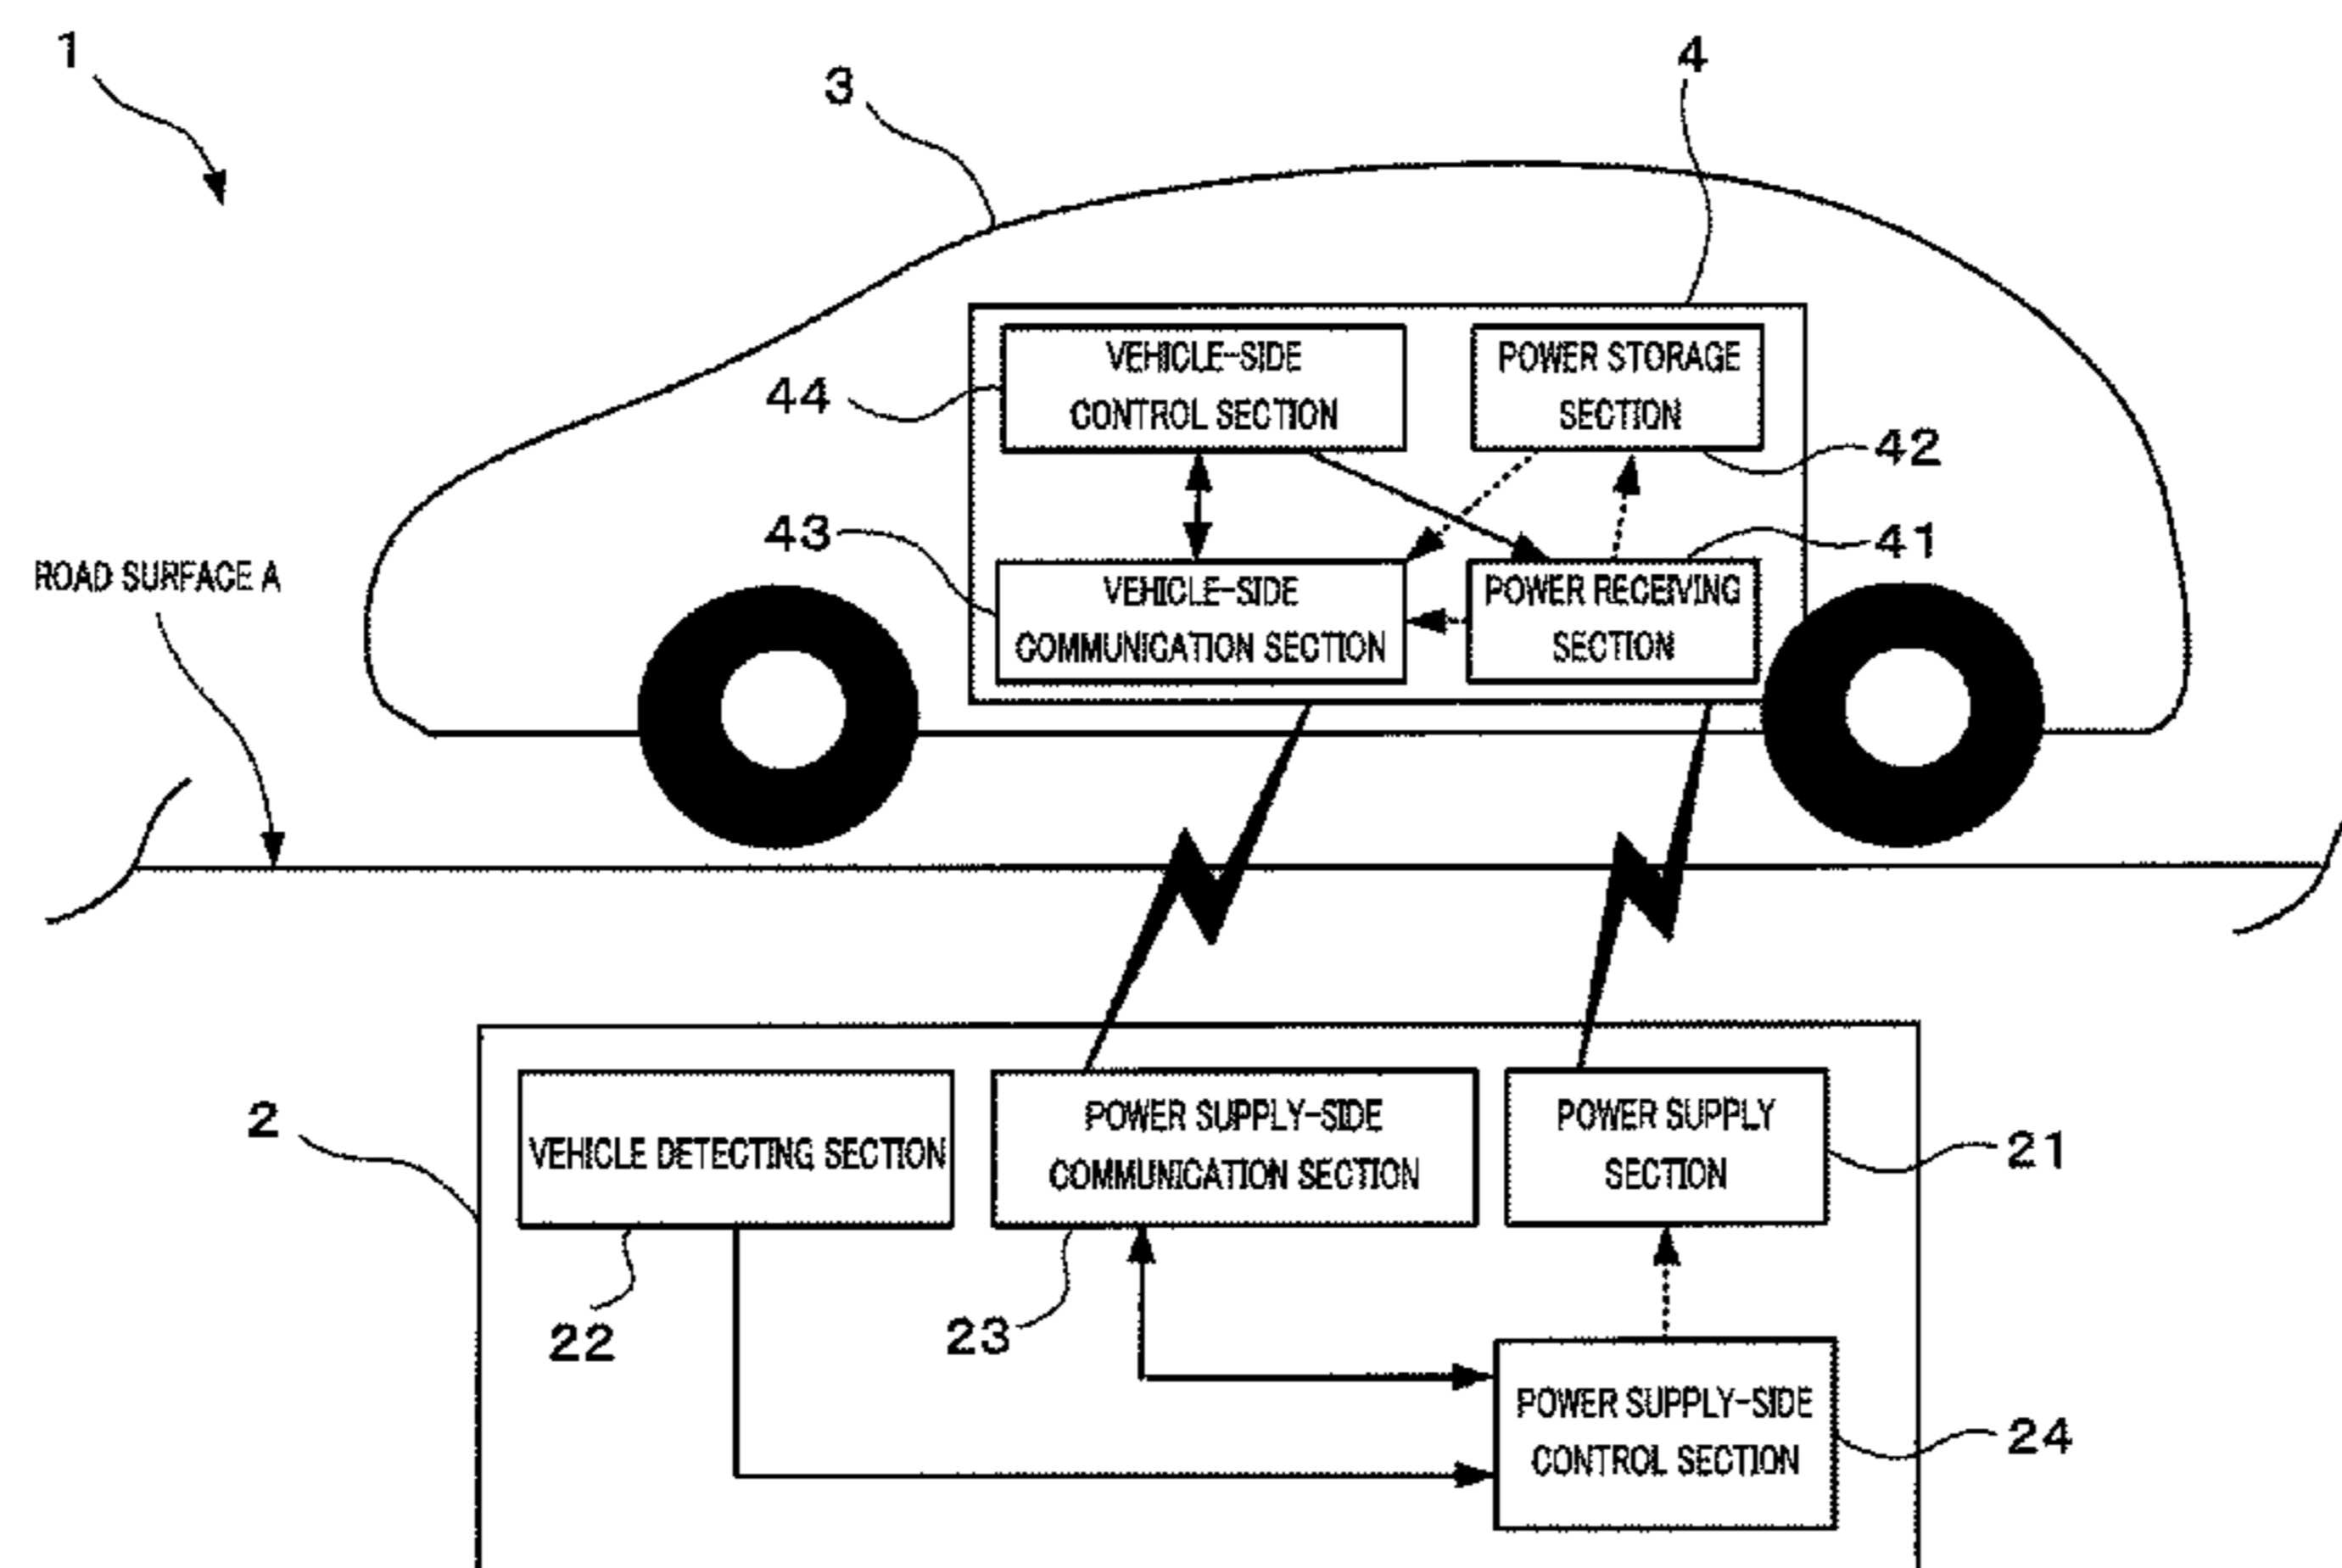 1
3
4
VEHICLE-SIDE
CONTROL SECTION
POWER STORAGE
SECTION
44
42
43
41
ROAD SURFACE A
VEHICLE-SIDE
COMMUNICATION SECTION
POWER RECEIVING
SECTION
2
VEHICLE DETECTING SECTION
POWER SUPPLY-SIDE
COMMUNICATION SECTION
POWER SUPPLY
SECTION
21
22
23
POWER SUPPLY-SIDE
CONTROL SECTION
24